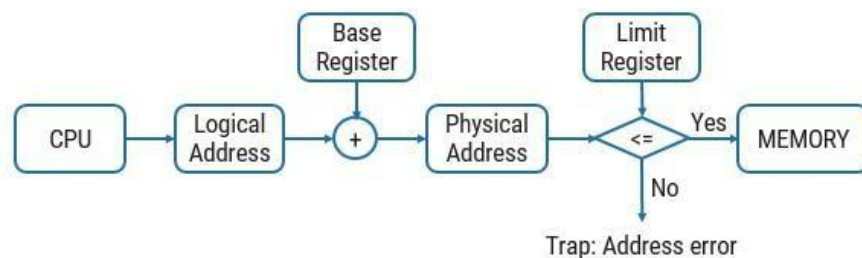 Base
Register
Limit
Register
CPU
Logical
Address
+
Physical
Address
<=
Yes
MEMORY
No
Trap: Address error